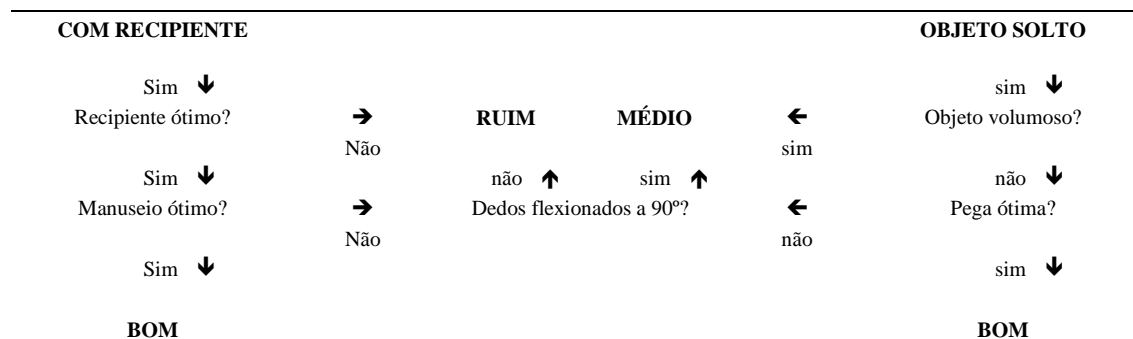 COM RECIPIENTE OBJETO SOLTO
Sim 🡻 sim 🡻
Recipiente ótimo? ➔ RUIM MÉDIO 🡸 Objeto volumoso?
Não sim
Sim 🡻 não 🡹 sim 🡹 não 🡻
Manuseio ótimo? ➔ Dedos flexionados a 90º? 🡸 Pega ótima?
Não não
Sim 🡻 sim 🡻
BOM BOM